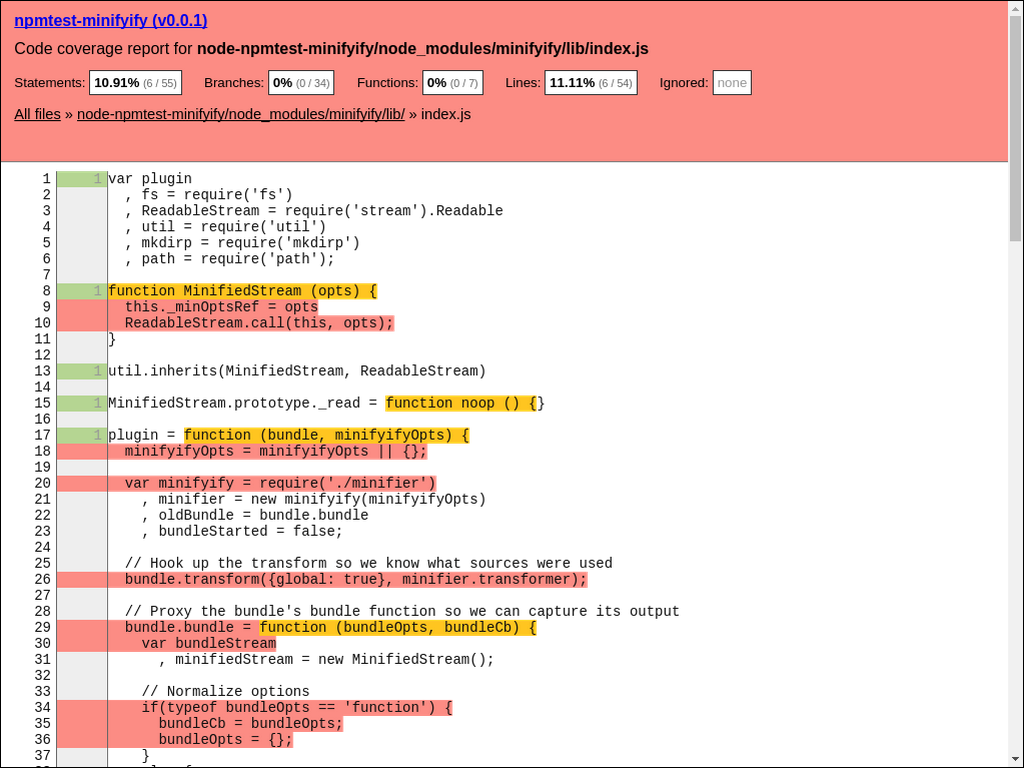 npmtest-minifyify (v0.0.1)
Code coverage report for node-npmtest-minifyify/node_modules/minifyify/lib/index.js
Statements: 10.91% (6 / 55) Branches: 0% (0 / 34) Functions: 0% (0 / 7) Lines: 11.11% (6 / 54) Ignored: none
All files » node-npmtest-minifyify/node_modules/minifyify/lib/ » index.js
1 1 var plugin
2 , fs = require('fs')
3 , ReadableStream = require('stream').Readable
4 , util = require('util')
5 , mkdirp = require('mkdirp')
6 , path = require('path');
7
8 1 function MinifiedStream (opts) {
9 this._minOptsRef = opts
10 ReadableStream.call(this, opts);
11 }
12
13 1 util.inherits(MinifiedStream, ReadableStream)
14
15 1 MinifiedStream.prototype._read = function noop () {}
16
17 1 plugin = function (bundle, minifyifyOpts) {
18 minifyifyOpts = minifyifyOpts || {};
19
20 var minifyify = require('./minifier')
21 , minifier = new minifyify(minifyifyOpts)
22 , oldBundle = bundle.bundle
23 , bundleStarted = false;
24
25 // Hook up the transform so we know what sources were used
26 bundle.transform({global: true}, minifier.transformer);
27
28 // Proxy the bundle's bundle function so we can capture its output
29 bundle.bundle = function (bundleOpts, bundleCb) {
30 var bundleStream
31 , minifiedStream = new MinifiedStream();
32
33 // Normalize options
34 if(typeof bundleOpts == 'function') {
35 bundleCb = bundleOpts;
36 bundleOpts = {};
37 }